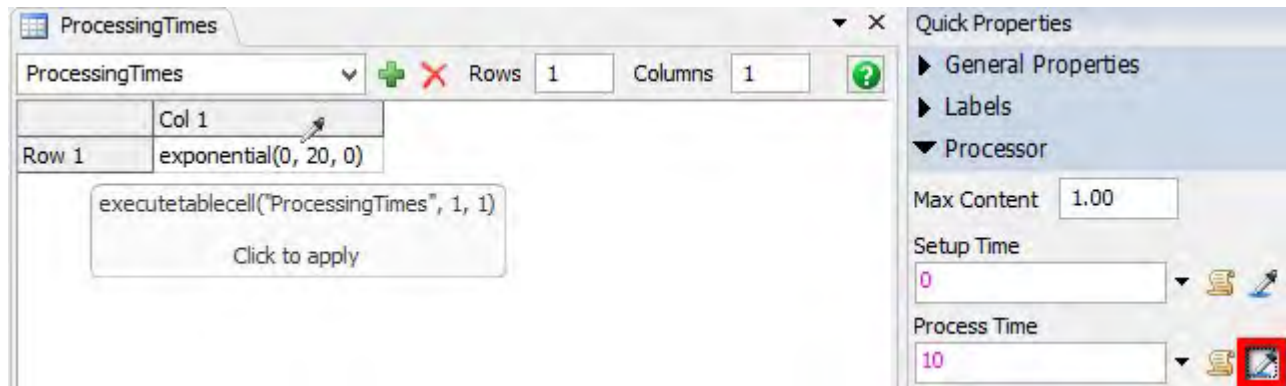 ProcessingTimes
ProcessingTimes Rows 1 Columns 1
Col 1
Row 1 exponential(0, 20, 0)
executetablecell("ProcessingTimes", 1, 1)
Click to apply
Quick Properties
General Properties
Labels
Processor
Max Content 1.00
Setup Time
0
Process Time
10